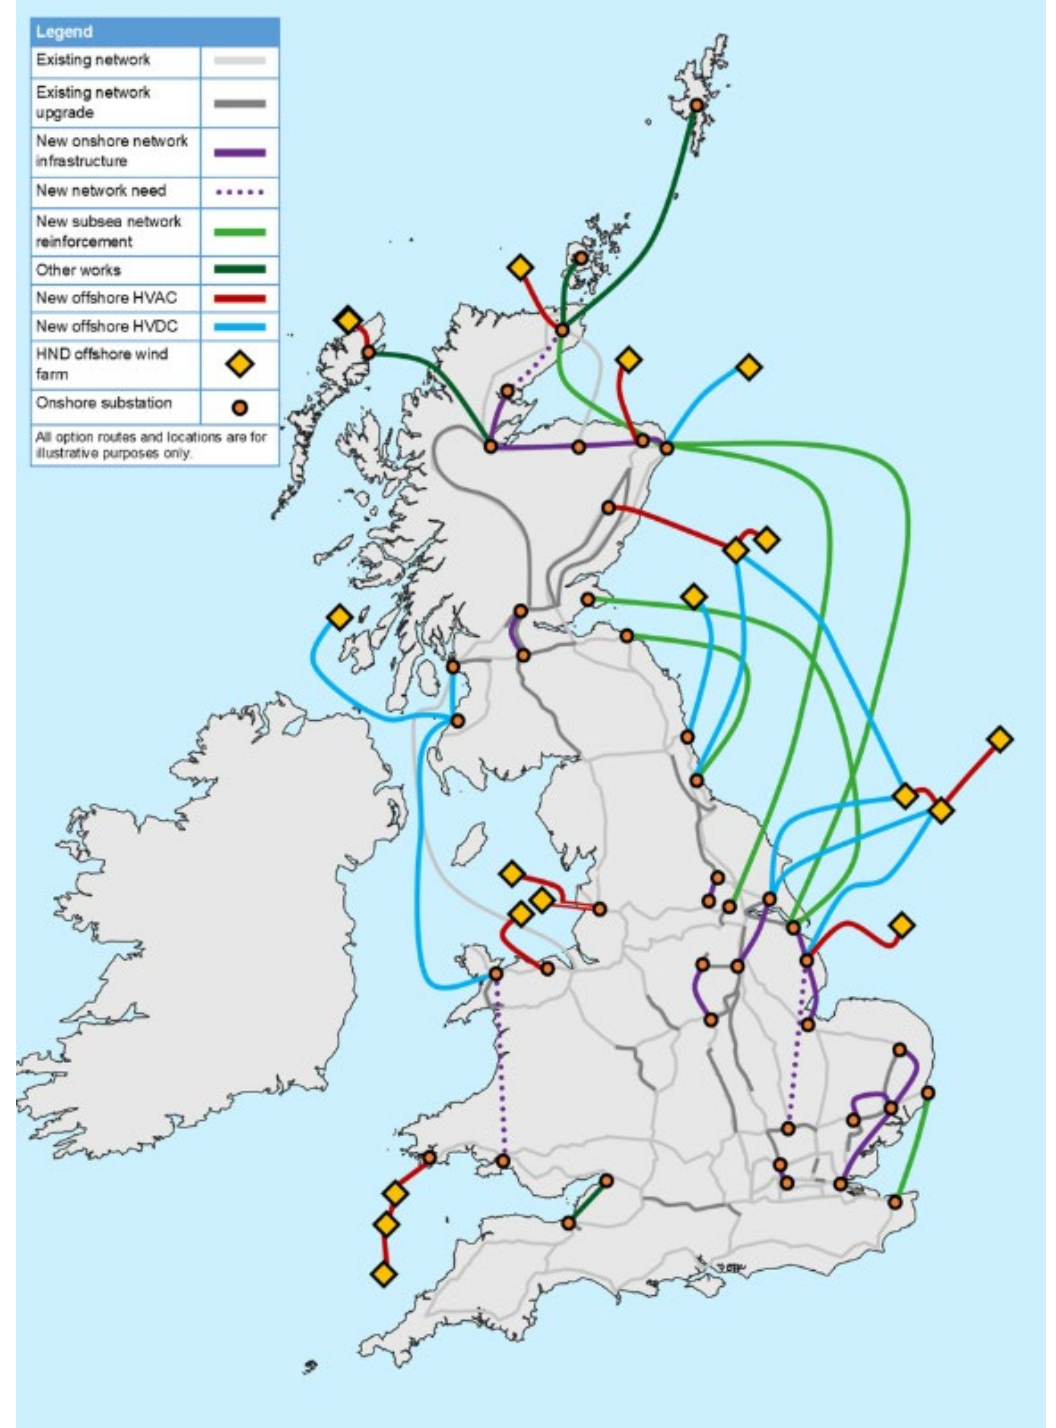 Legend
Existing network
Existing network
upgrade
New onshore network
infrastructure
New network need
New subsea network
reinforcement
Other works
New offshore HVAC
New offshore HVDC
HND offshore wind
farm
Onshore substation
All option routes and locations are for
illustrative purposes only.